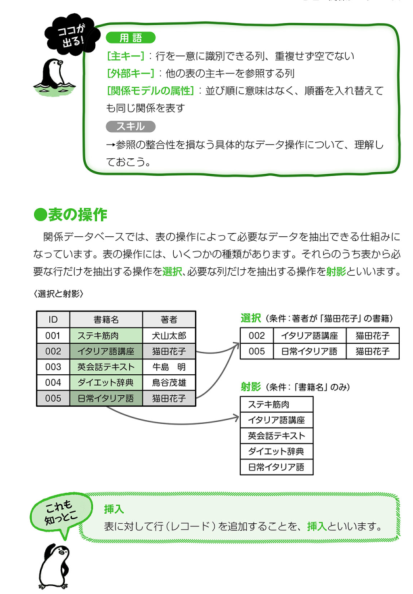 ココが
出る!
用語
[主キー]:行を一意に識別できる列、重複せず空でない
[外部キー]:他の表の主キーを参照する列
[関係モデルの属性]:並び順に意味はなく、順番を入れ替えて
も同じ関係を表す
スキル
→参照の整合性を損なう具体的なデータ操作について、理解し
ておこう。
●表の操作
関係データベースでは、表の操作によって必要なデータを抽出できる仕組みに
なっています。表の操作には、いくつかの種類があります。それらのうち表から必
要な行だけを抽出する操作を選択、必要な列だけを抽出する操作を射影といいます。
〈選択と射影〉
ID 書籍名 著者
001 ステキ筋肉 犬山太郎
002 イタリア語講座 猫田花子
003 英会話テキスト 牛島 明
004 ダイエット辞典 鳥谷茂雄
005 日常イタリア語 猫田花子
選択(条件:著者が「猫田花子」の書籍)
002 イタリア語講座 猫田花子
005 日常イタリア語 猫田花子
射影(条件:「書籍名」のみ)
ステキ筋肉
イタリア語講座
英会話テキスト
ダイエット辞典
日常イタリア語
これも
知っとこ
挿入
表に対して行(レコード)を追加することを、挿入といいます。